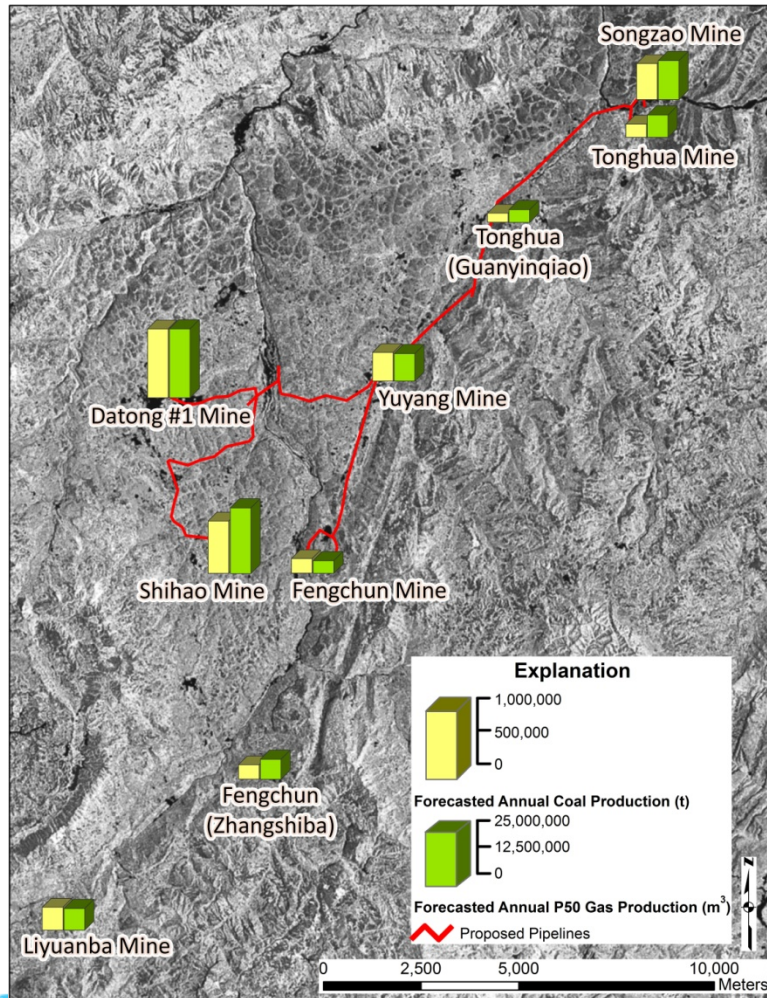 Songzao Mine
Tonghua Mine
Tonghua
(Guanyinqiao)
Datong #1 Mine
Yuyang Mine
Shihao Mine
Fengchun Mine
Fengchun
(Zhangshiba)
Liyuanba Mine
Explanation
1,000,000
500,000
0
Forecasted Annual Coal Production (t)
25,000,000
12,500,000
0
Forecasted Annual P50 Gas Production (m³)
Proposed Pipelines
0 2,500 5,000 10,000
Meters